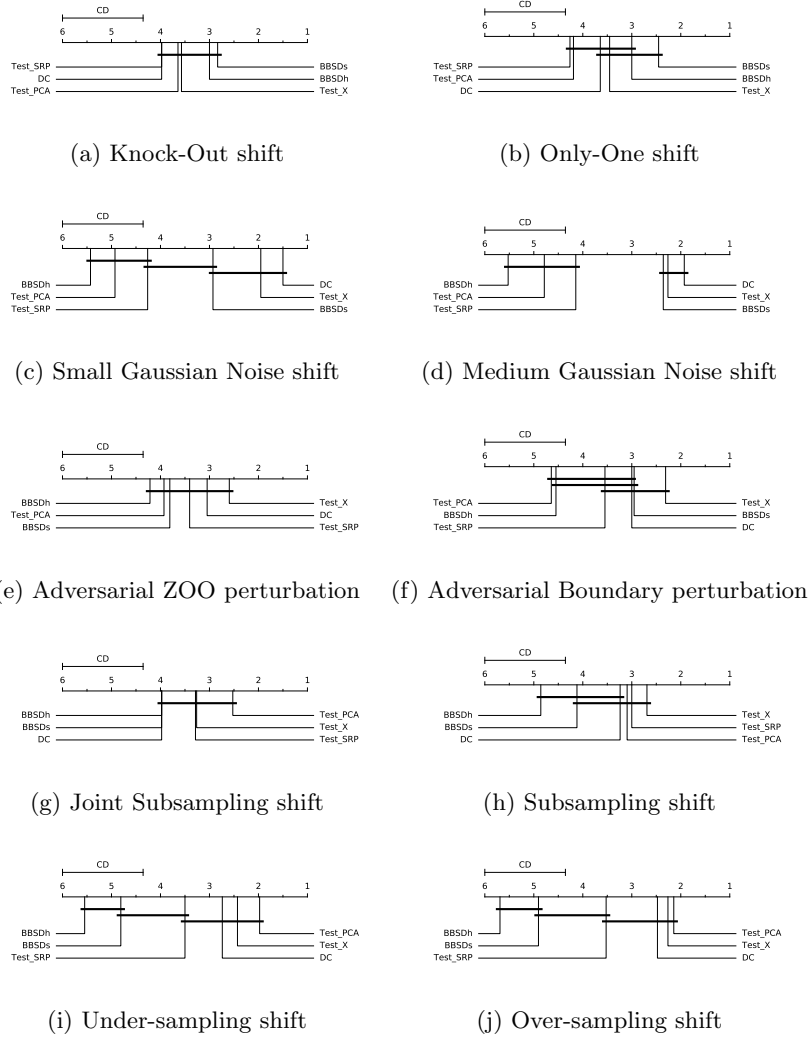 CD
6 5 4 3 2 1
Test_SRP BBSDs
DC BBSDh
Test_PCA Test_X
(a) Knock-Out shift
CD
6 5 4 3 2 1
Test_SRP BBSDs
Test_PCA BBSDh
DC Test_X
(b) Only-One shift
CD
6 5 4 3 2 1
BBSDh DC
Test_PCA Test_X
Test_SRP BBSDs
(c) Small Gaussian Noise shift
CD
6 5 4 3 2 1
BBSDh DC
Test_PCA Test_X
Test_SRP BBSDs
(d) Medium Gaussian Noise shift
CD
6 5 4 3 2 1
BBSDh Test_X
Test_PCA DC
BBSDs Test_SRP
e) Adversarial ZOO perturbation
CD
6 5 4 3 2 1
Test_PCA Test_X
BBSDh BBSDs
Test_SRP DC
(f) Adversarial Boundary perturbation
CD
6 5 4 3 2 1
BBSDh Test_PCA
BBSDs Test_X
DC Test_SRP
(g) Joint Subsampling shift
CD
6 5 4 3 2 1
BBSDh Test_X
BBSDs Test_SRP
DC Test_PCA
(h) Subsampling shift
CD
6 5 4 3 2 1
BBSDh Test_PCA
BBSDs Test_X
Test_SRP DC
(i) Under-sampling shift
CD
6 5 4 3 2 1
BBSDh Test_PCA
BBSDs Test_X
Test_SRP DC
(j) Over-sampling shift